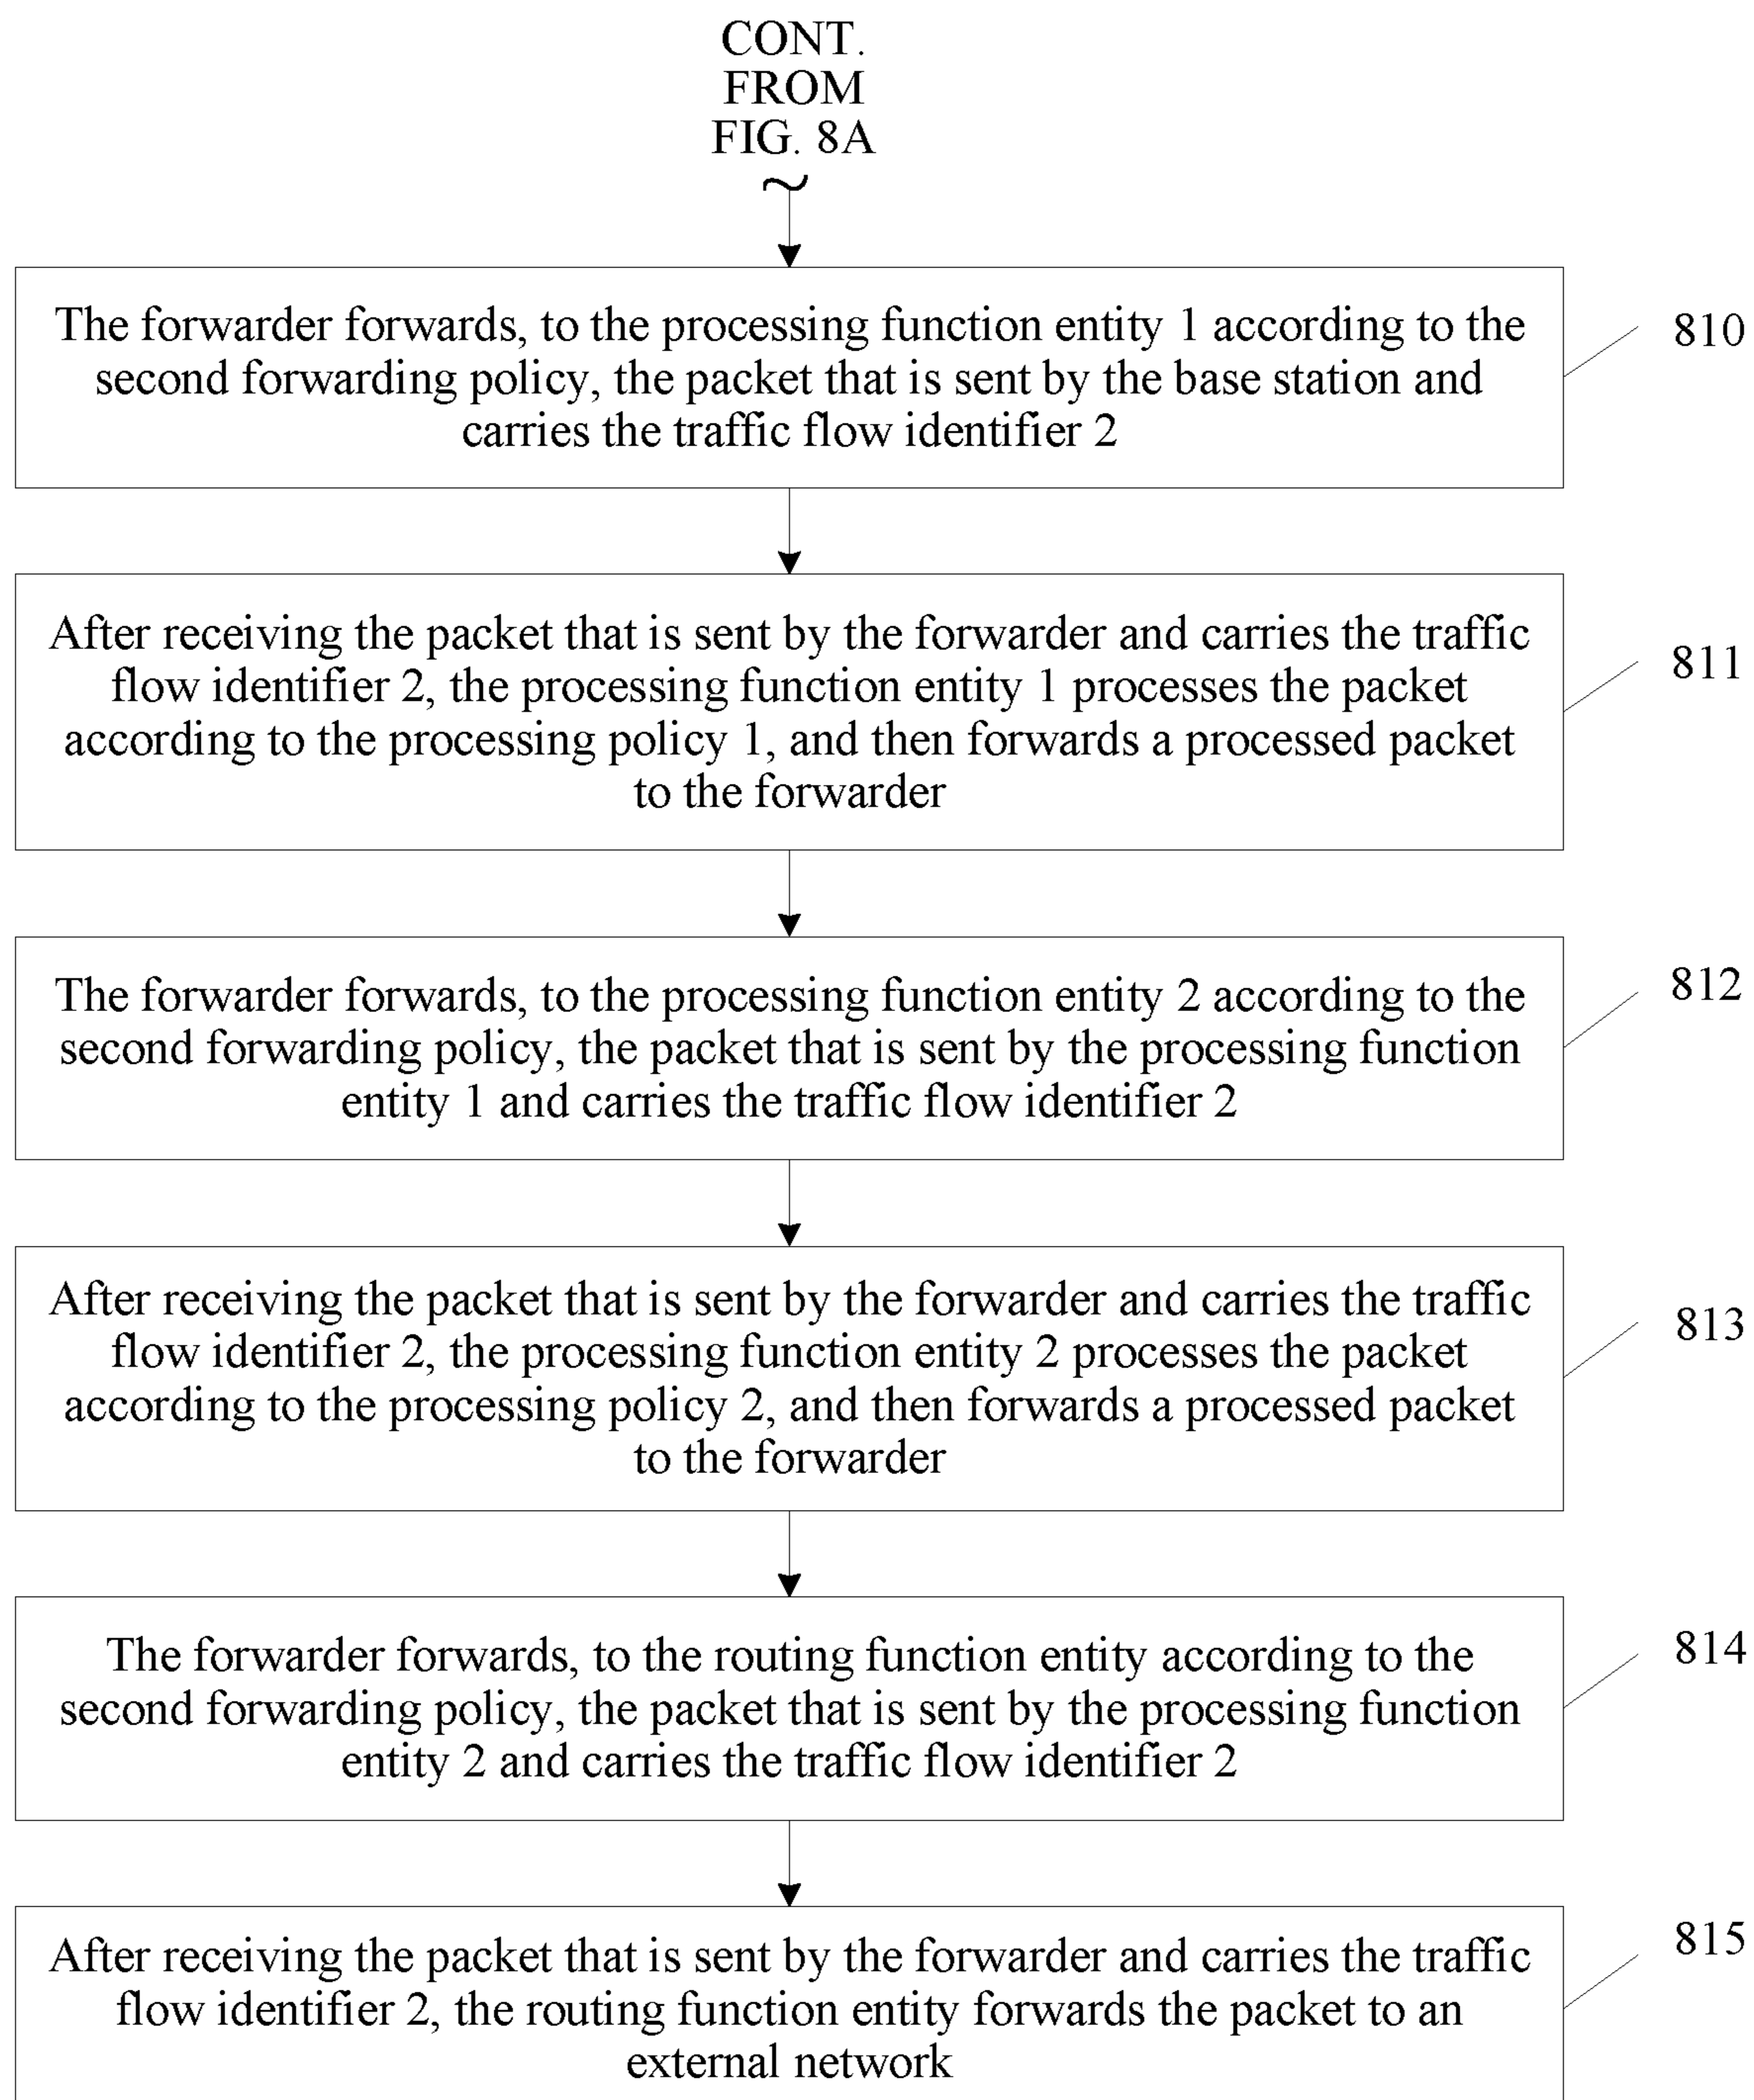 CONT.
FROM
FIG. 8A
The forwarder forwards, to the processing function entity 1 according to the
second forwarding policy, the packet that is sent by the base station and
carries the traffic flow identifier 2
810
After receiving the packet that is sent by the forwarder and carries the traffic
flow identifier 2, the processing function entity 1 processes the packet
according to the processing policy 1, and then forwards a processed packet
to the forwarder
811
The forwarder forwards, to the processing function entity 2 according to the
second forwarding policy, the packet that is sent by the processing function
entity 1 and carries the traffic flow identifier 2
812
After receiving the packet that is sent by the forwarder and carries the traffic
flow identifier 2, the processing function entity 2 processes the packet
according to the processing policy 2, and then forwards a processed packet
to the forwarder
813
The forwarder forwards, to the routing function entity according to the
second forwarding policy, the packet that is sent by the processing function
entity 2 and carries the traffic flow identifier 2
814
After receiving the packet that is sent by the forwarder and carries the traffic
flow identifier 2, the routing function entity forwards the packet to an
external network
815